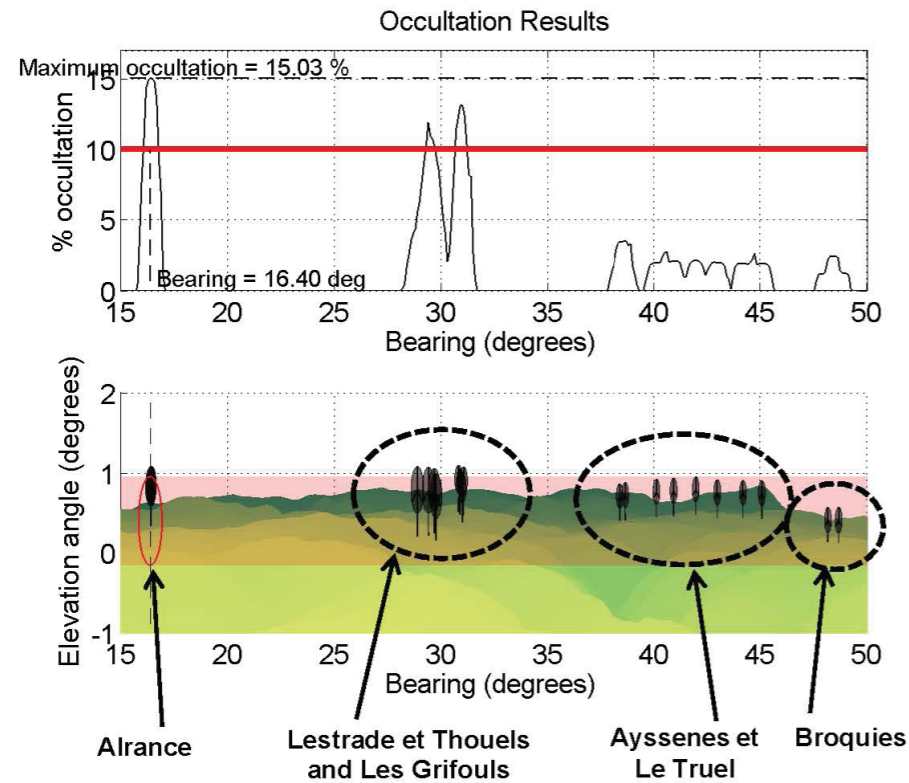 Occultation Results
Maximum occultation = 15.03 %
% occultation
15
10
5
0
Bearing = 16.40 deg
15 20 25 30 35 40 45 50
Bearing (degrees)
Elevation angle (degrees)
2
1
0
-1
15 20 25 30 35 40 45 50
Bearing (degrees)
Alrance
Lestrade et Thouels
and Les Grifouls
Ayssenes et
Le Truel
Broquies